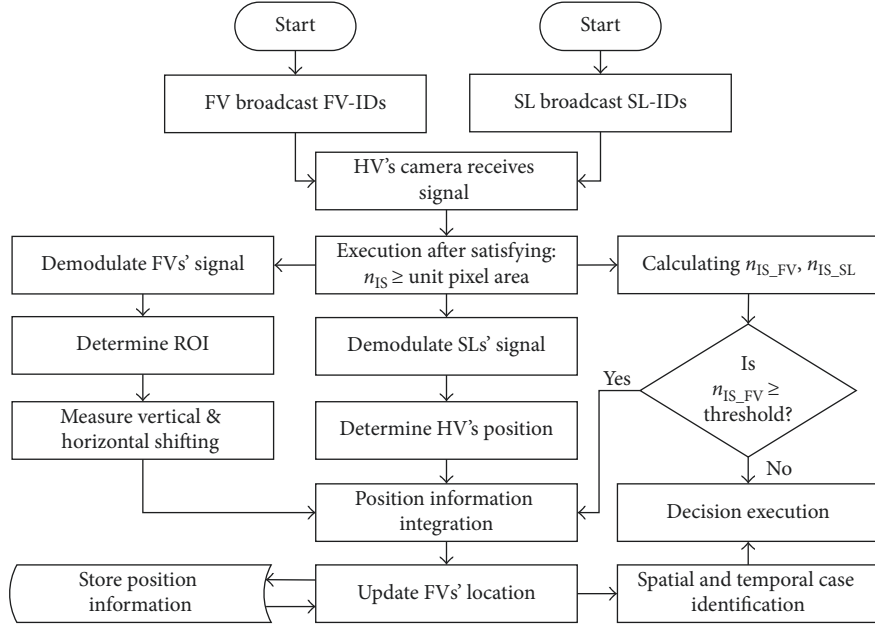 Start
Start
FV broadcast FV-IDs
SL broadcast SL-IDs
HV's camera receives
signal
Demodulate FVs' signal
Execution after satisfying:
n_IS ≥ unit pixel area
Calculating n_IS_FV, n_IS_SL
Determine ROI
Demodulate SLs' signal
Is
n_IS_FV ≥
threshold?
Yes
No
Measure vertical &
horizontal shifting
Determine HV's position
Position information
integration
Decision execution
Store position
information
Update FVs' location
Spatial and temporal case
identification